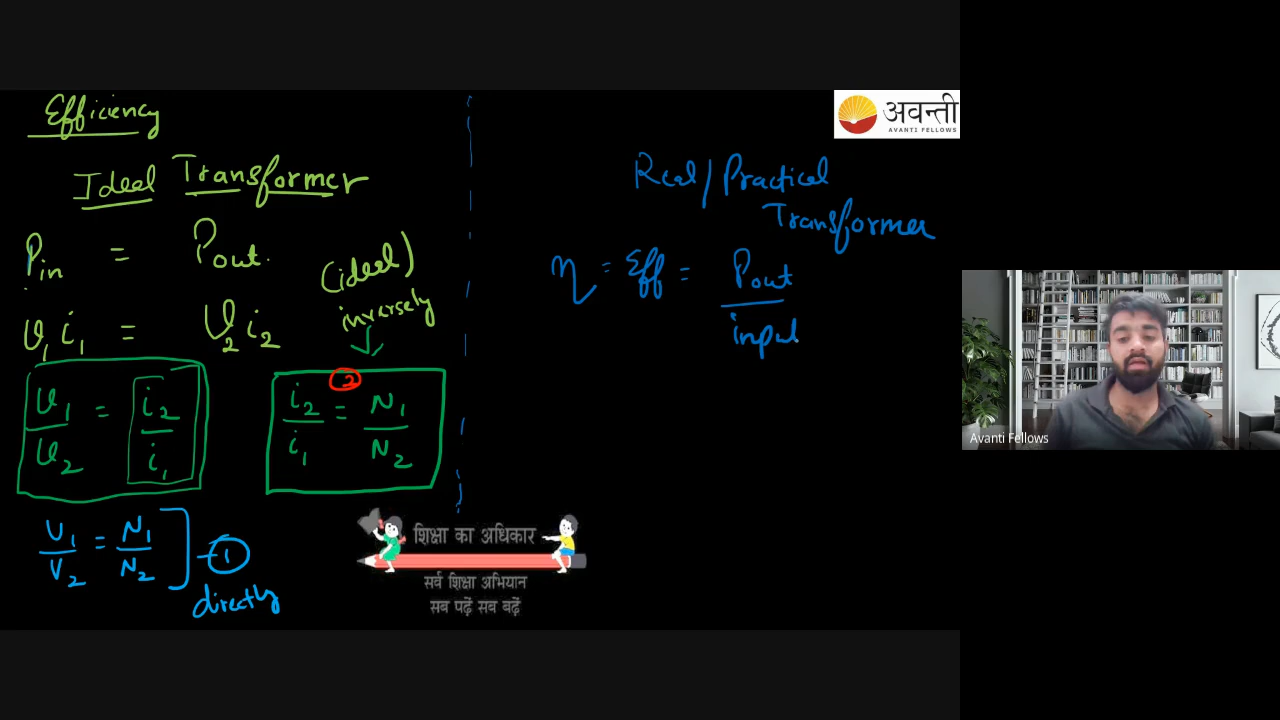 Efficiency
Ideal Transformer
Pin = Pout.
(ideal)
inversely
V1 i1 = V2 i2
V1/V2 = i2/i1
2
i2/i1 = N1/N2
V1/V2 = N1/N2 ] - 1
directly
Real/Practical
Transformer
η = Eff = Pout/input
अवन्ती
AVANTI FELLOWS
शिक्षा का अधिकार
सर्व शिक्षा अभियान
सब पढ़ें सब बढ़ें
Avanti Fellows